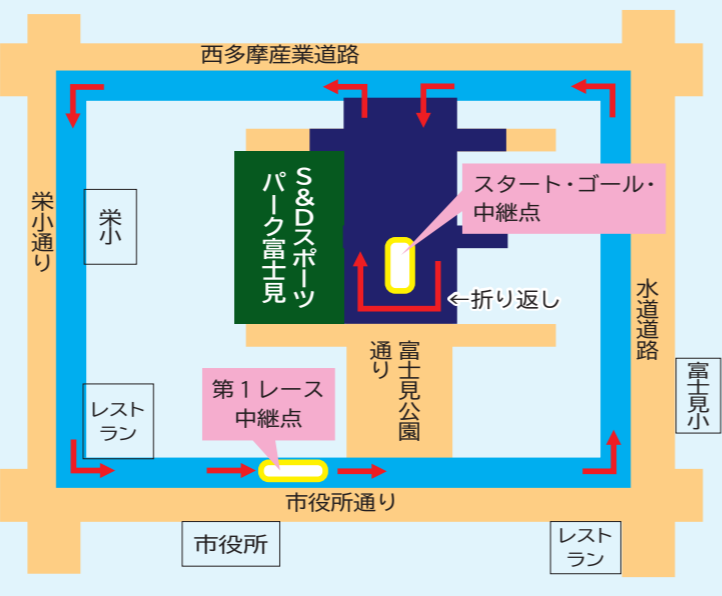 西多摩産業道路
スタート・ゴール・
中継点
S&Dスポーツ
パーク富士見
栄小
栄小通り
←折り返し
水道道路
富士見公園
通り
富士見小
第1レース
中継点
レスト
ラン
市役所通り
市役所
レスト
ラン